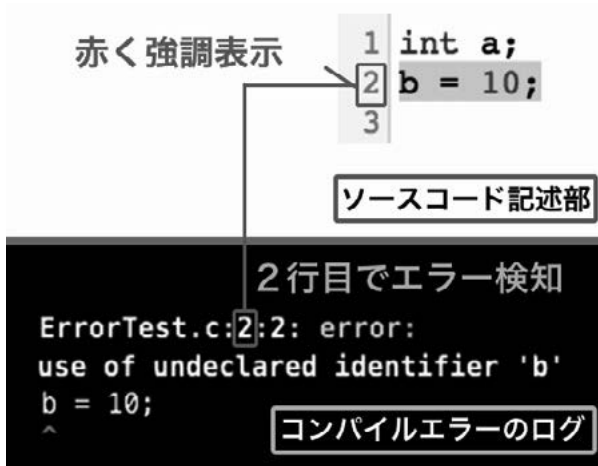 赤く強調表示
1 int a;
2 b = 10;
3
ソースコード記述部
2行目でエラー検知
ErrorTest.c:2:2: error:
use of undeclared identifier 'b'
b = 10;
^
コンパイルエラーのログ